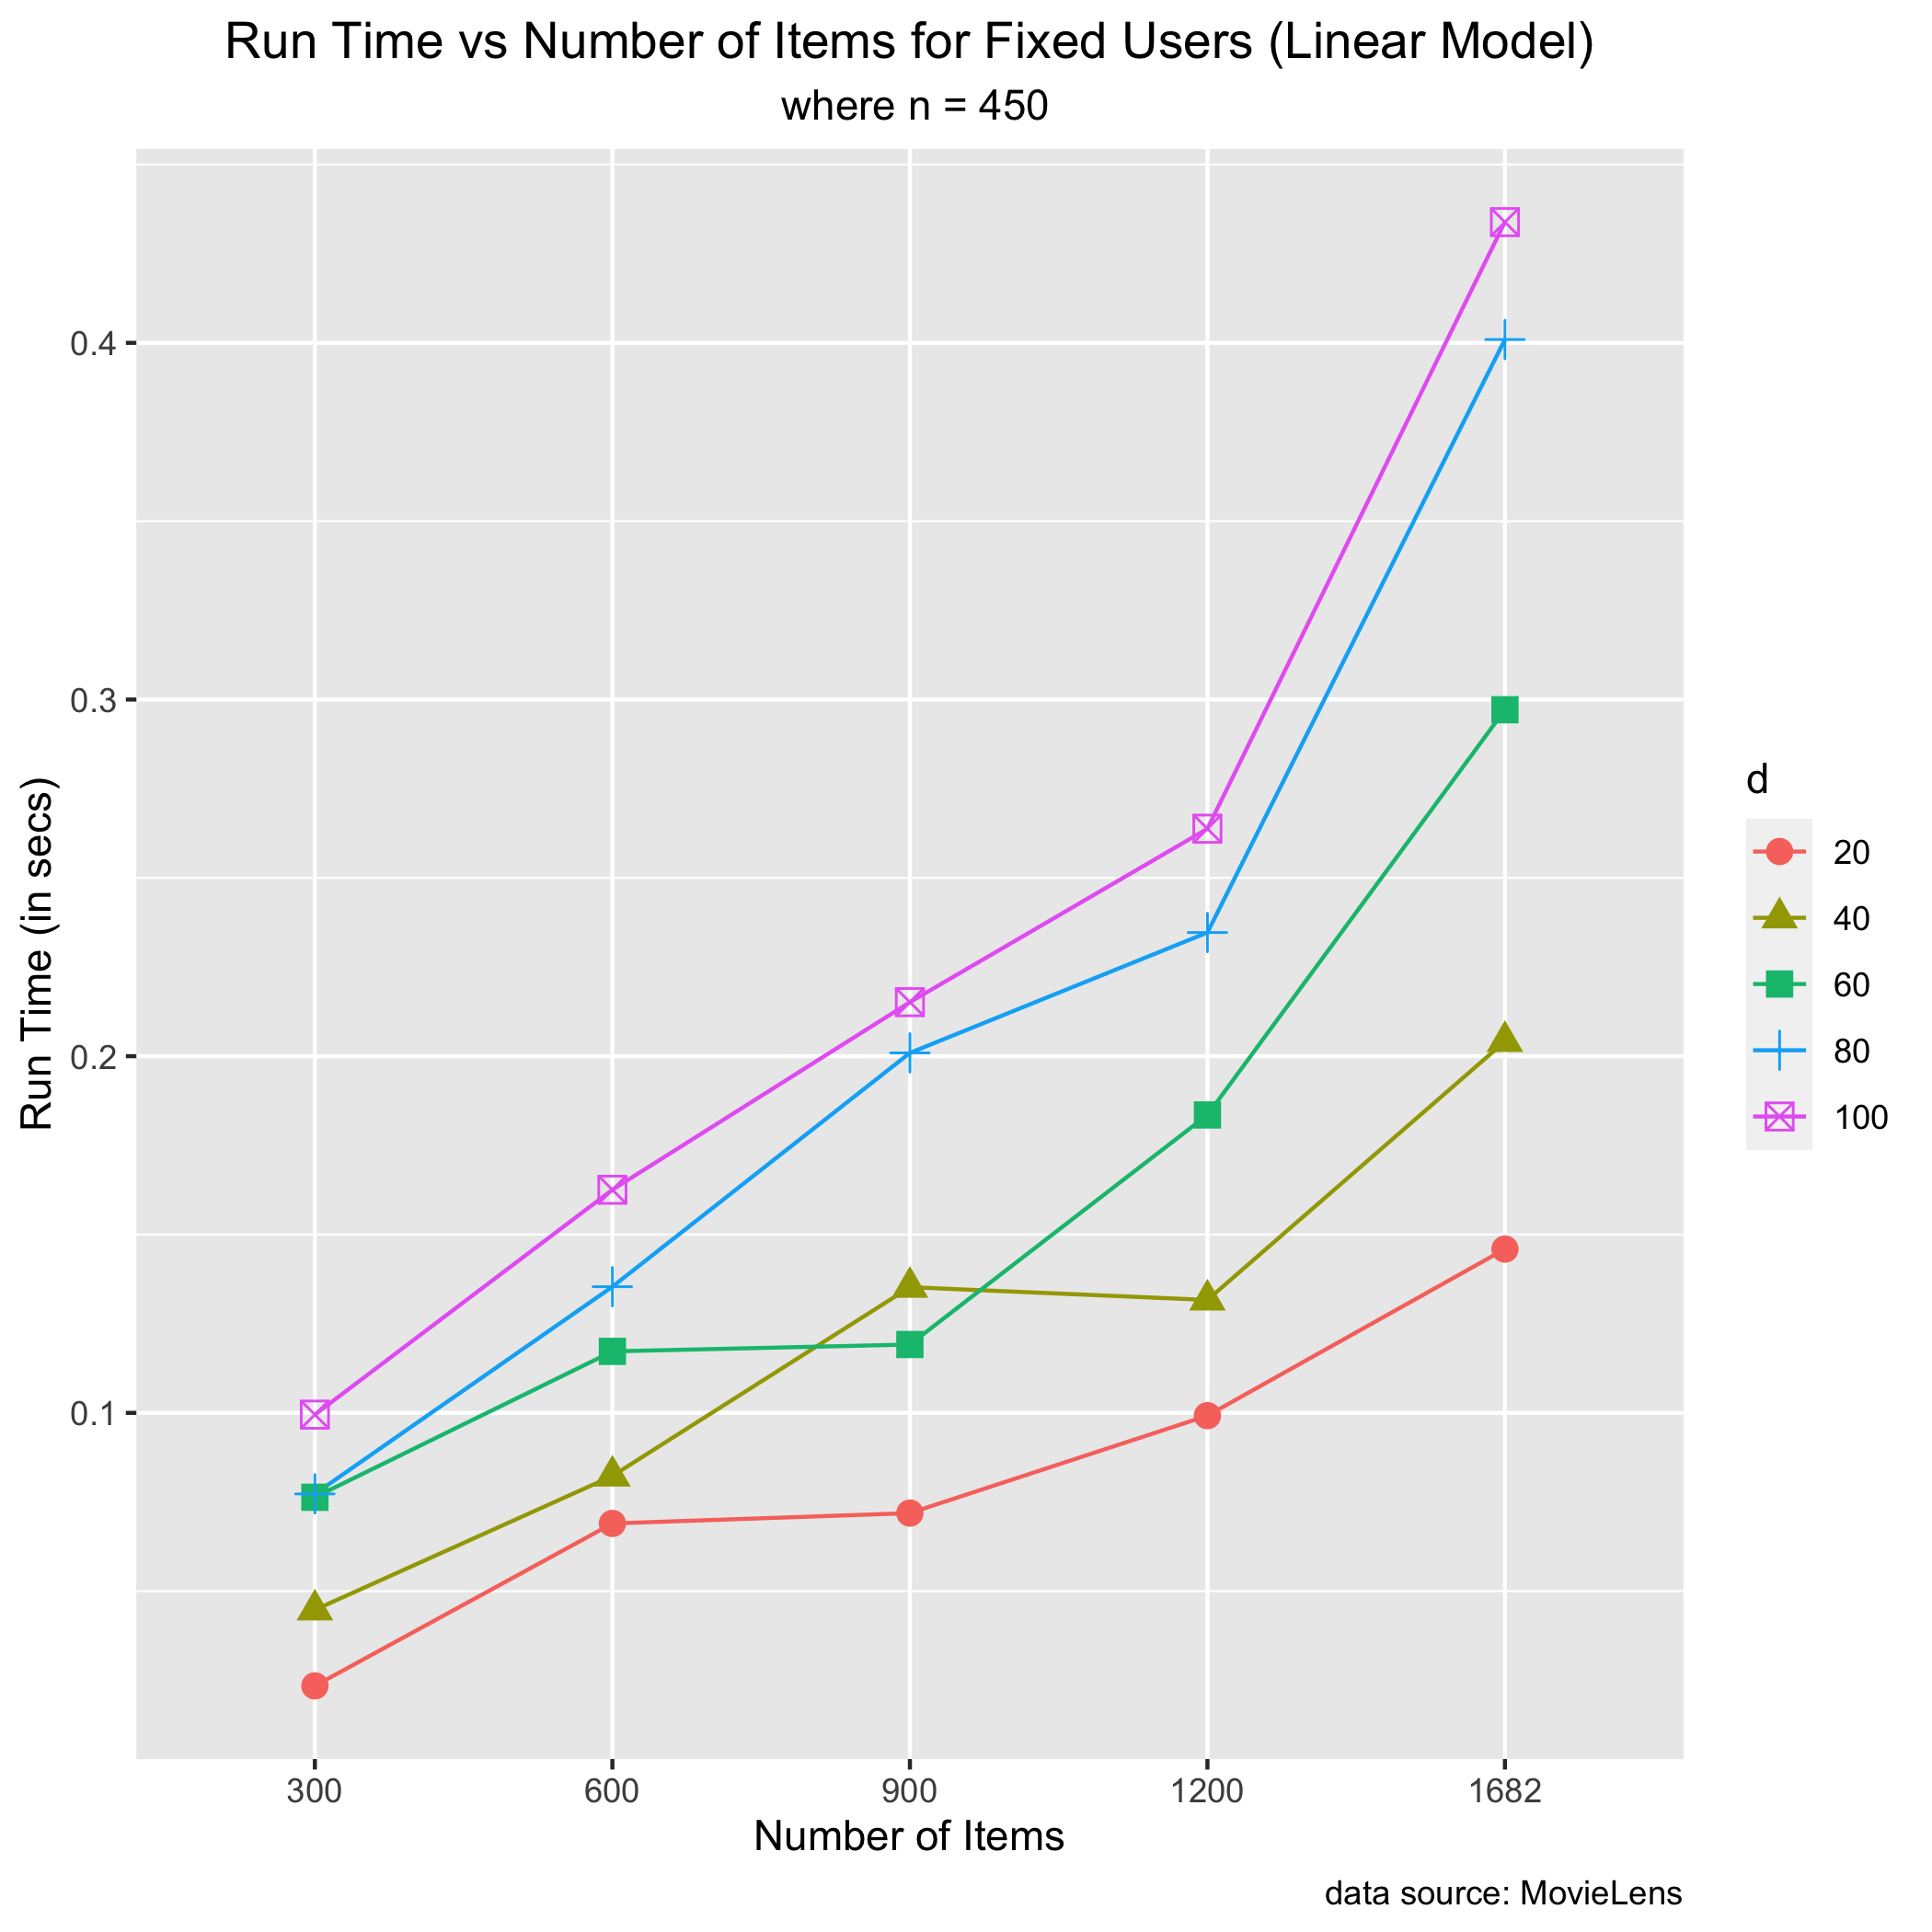 Run Time vs Number of Items for Fixed Users (Linear Model)
where n = 450
Run Time (in secs)
0.4
0.3
0.2
0.1
300 600 900 1200 1682
Number of Items
d
20
40
60
80
100
data source: MovieLens